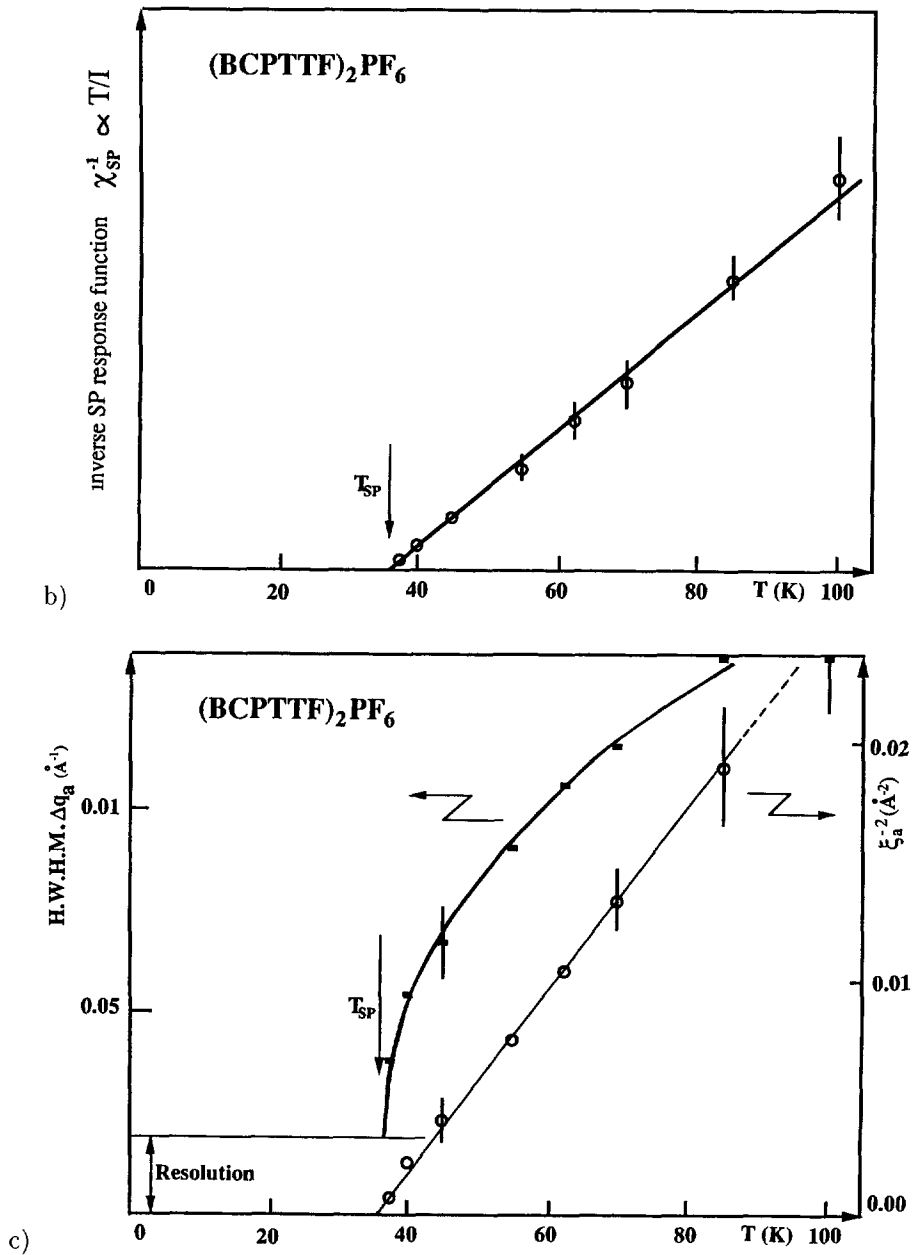 (BCPTTF)₂PF₆
inverse SP response function χ⁻¹SP ∝ T/I
TSP
b)
0 20 40 60 80 T (K) 100
(BCPTTF)₂PF₆
H.W.H.M. Δqₐ (Å⁻¹)
0.01
0.05
TSP
Resolution
0.02
ξₐ⁻² (Å⁻²)
0.01
0.00
c)
0 20 40 60 80 T (K) 100